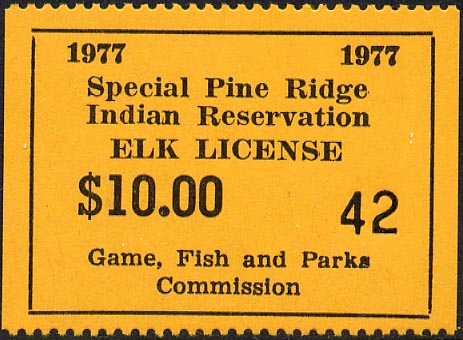 1977 1977
Special Pine Ridge
Indian Reservation
ELK LICENSE
$10.00 42
Game, Fish and Parks
Commission